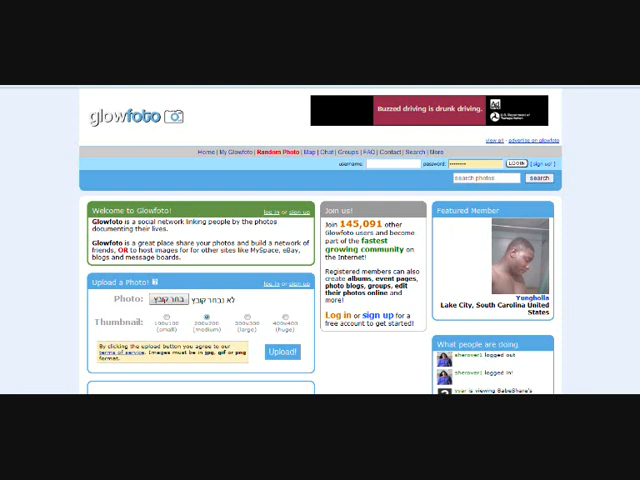 glowfoto
Buzzed driving is drunk driving.
Ad
view art - advertise on glowfoto
Home | My Glowfoto | Random Photo | Map | Chat | Groups | FAQ | Contact | Search | More
username: password: LOGIN [ sign up! ]
search photos search
Welcome to Glowfoto! log in or sign up
Glowfoto is a social network linking people by the photos
documenting their lives.
Glowfoto is a great place share your photos and build a network of
friends, OR to host images for for other sites like MySpace, eBay,
blogs and message boards.
Upload a Photo! log in or sign up
Photo: בחר קובץ לא נבחר קובץ
Thumbnail:
100x100 200x200 300x300 400x400
(small) (medium) (large) (huge)
By clicking the upload button you agree to our
terms of service. Images must be in jpg, gif or png
format.
Upload!
Join us!
Join 145,091 other
Glowfoto users and become
part of the fastest
growing community on
the Internet!
Registered members can also
create albums, event pages,
photo blogs, groups, edit
their photos online and
more!
Log in or sign up for a
free account to get started!
Featured Member
Yungholla
Lake City, South Carolina United
States
What people are doing
sherover1 logged out
sherover1 logged in!
is viewing BabeShare's